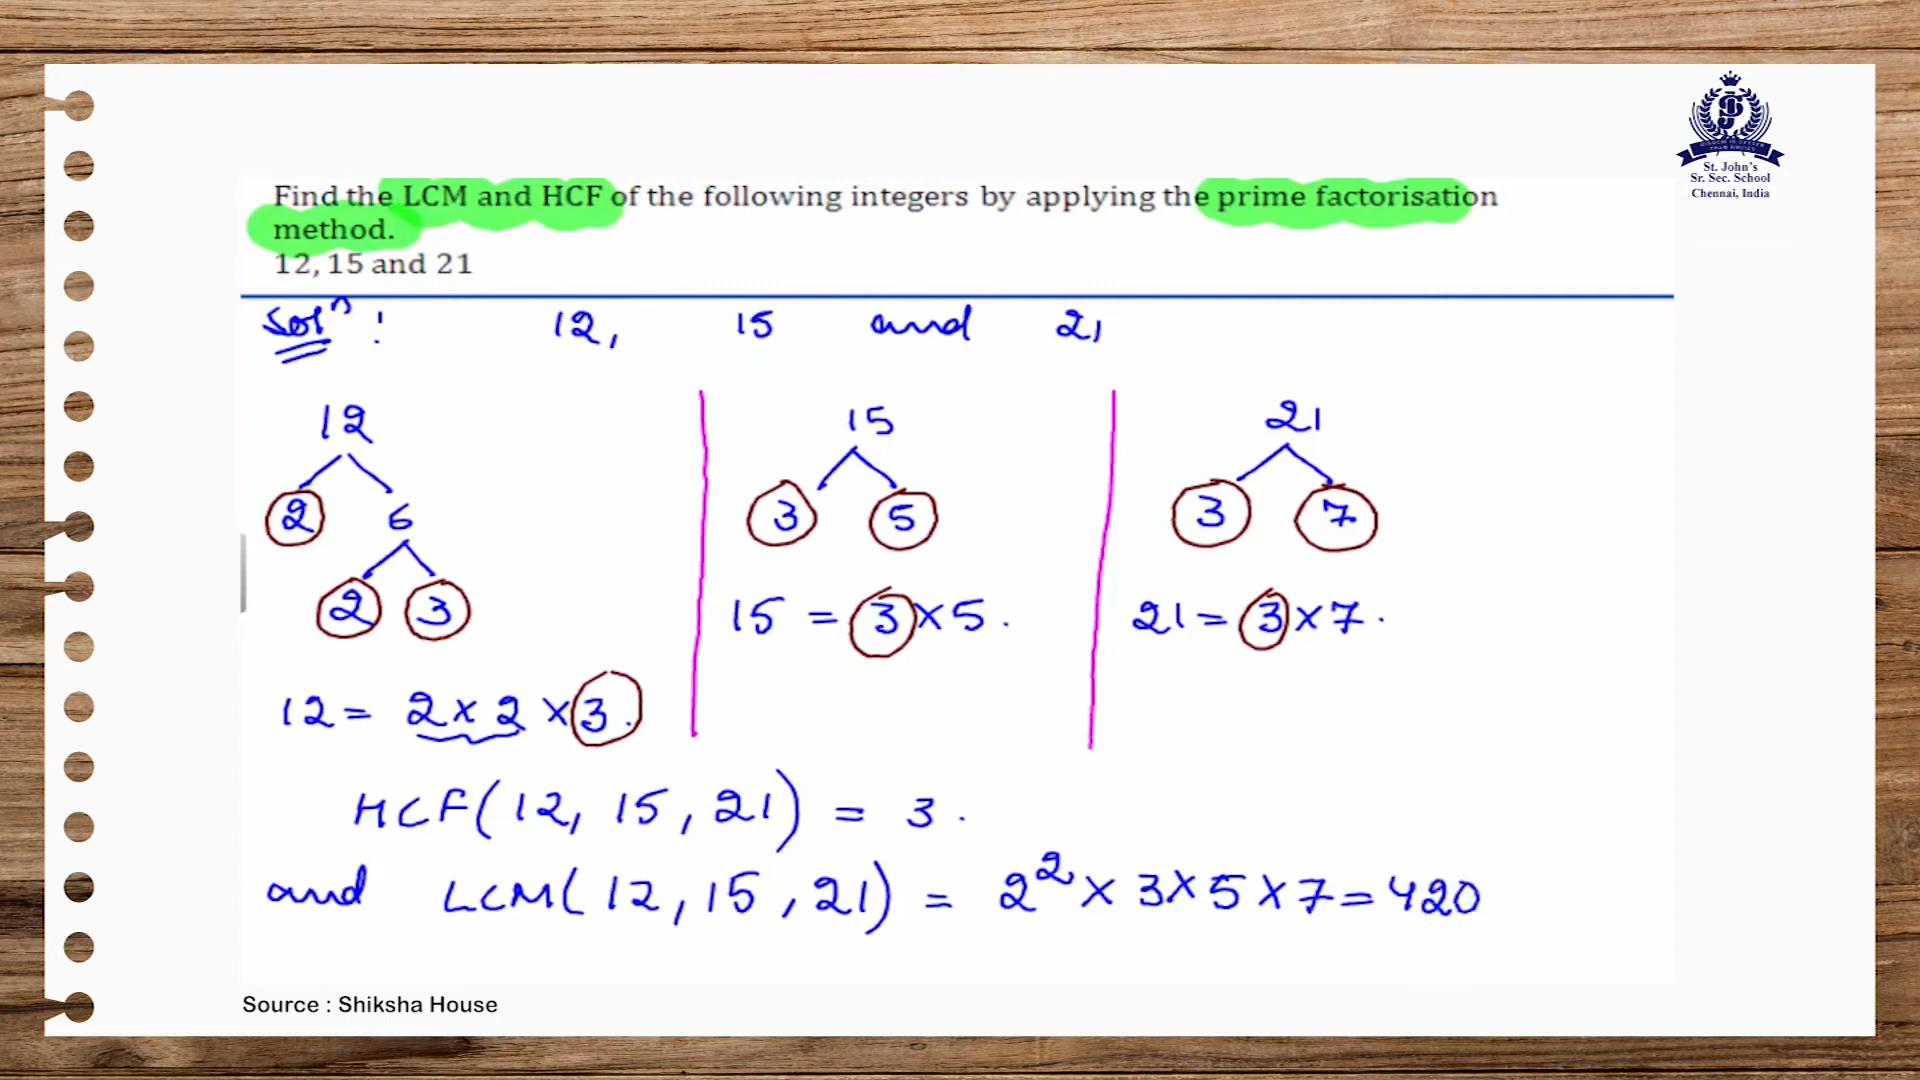 St. John's
Sr. Sec. School
Chennai, India
Find the LCM and HCF of the following integers by applying the prime factorisation
method.
12, 15 and 21
Solⁿ : 12, 15 and 21
12 15 21
2 6 3 5 3 7
2 3
15 = 3 × 5. 21 = 3 × 7.
12 = 2 × 2 × 3.
HCF(12, 15, 21) = 3.
and LCM(12, 15, 21) = 2² × 3 × 5 × 7 = 420
Source : Shiksha House